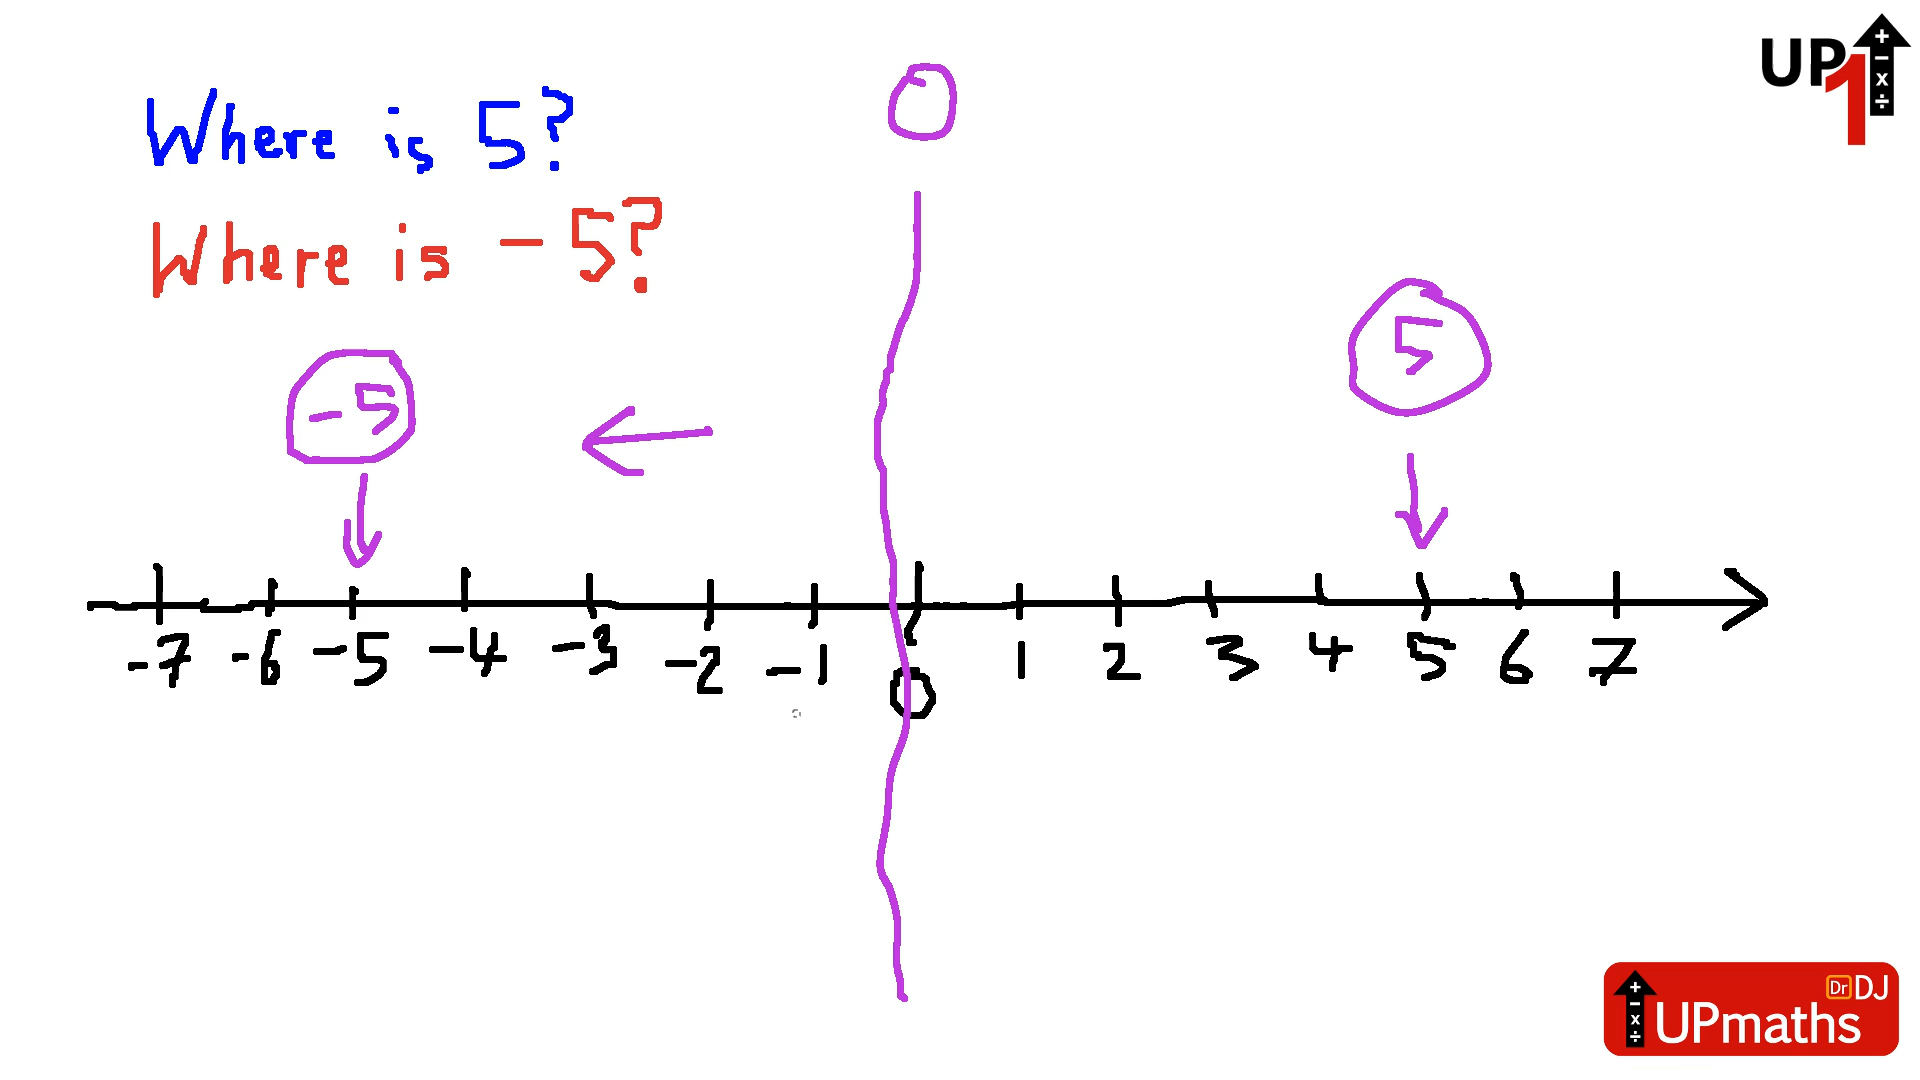 0
UP1
+
-
x
÷
Where is 5?
Where is -5?
5
-5
-7 -6 -5 -4 -3 -2 -1 0 1 2 3 4 5 6 7
+
-
x
÷
Dr DJ
UPmaths